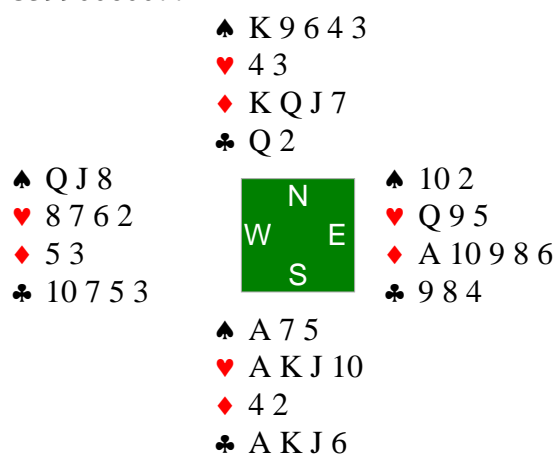 ♠ K 9 6 4 3
♥ 4 3
♦ K Q J 7
♣ Q 2
♠ Q J 8
♥ 8 7 6 2
♦ 5 3
♣ 10 7 5 3
N
W E
S
♠ 10 2
♥ Q 9 5
♦ A 10 9 8 6
♣ 9 8 4
♠ A 7 5
♥ A K J 10
♦ 4 2
♣ A K J 6